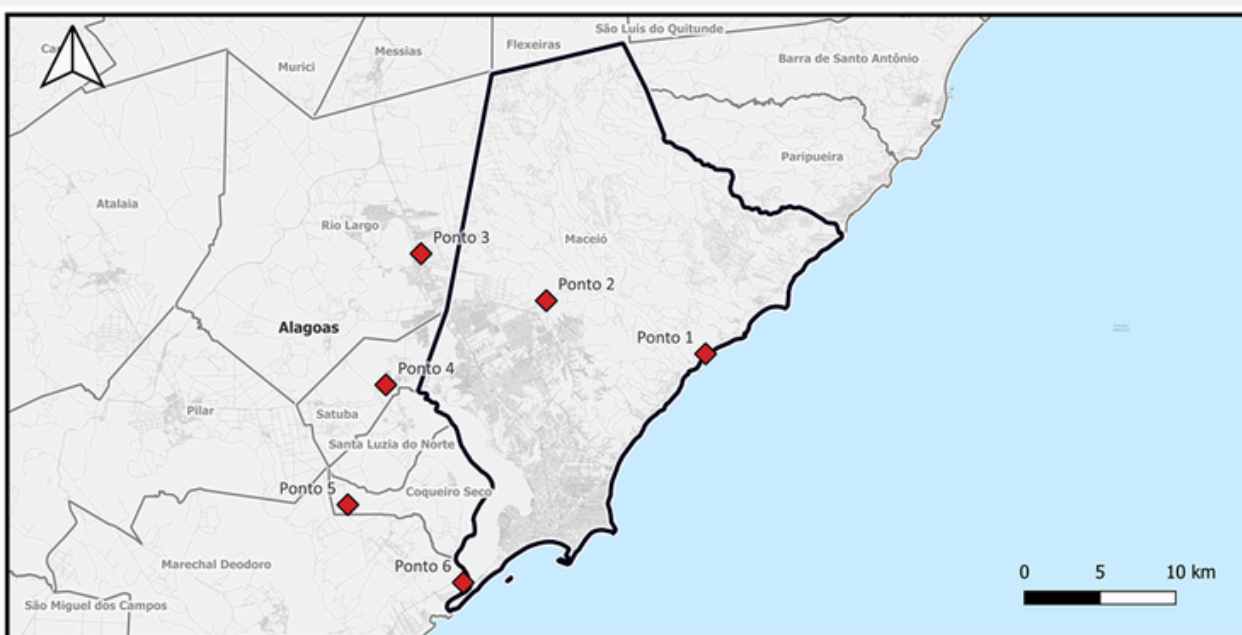 São Luis do Quitunde
Flexeiras
Messias
Murici
Barra de Santo Antônio
Paripueira
Atalaia
Rio Largo
Ponto 3
Maceió
Ponto 2
Alagoas
Ponto 1
Ponto 4
Pilar
Satuba
Santa Luzia do Norte
Ponto 5
Coqueiro Seco
Marechal Deodoro
Ponto 6
São Miguel dos Campos
0 5 10 km